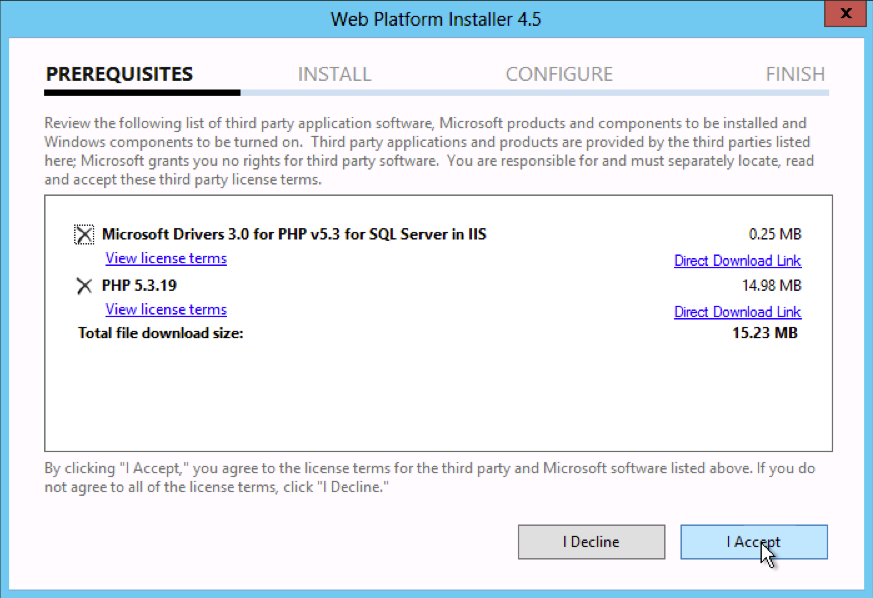 Web Platform Installer 4.5
x
PREREQUISITES INSTALL CONFIGURE FINISH
Review the following list of third party application software, Microsoft products and components to be installed and
Windows components to be turned on.  Third party applications and products are provided by the third parties listed
here; Microsoft grants you no rights for third party software.  You are responsible for and must separately locate, read
and accept these third party license terms.
Microsoft Drivers 3.0 for PHP v5.3 for SQL Server in IIS 0.25 MB
View license terms Direct Download Link
PHP 5.3.19 14.98 MB
View license terms Direct Download Link
Total file download size: 15.23 MB
By clicking "I Accept," you agree to the license terms for the third party and Microsoft software listed above. If you do
not agree to all of the license terms, click "I Decline."
I Decline I Accept